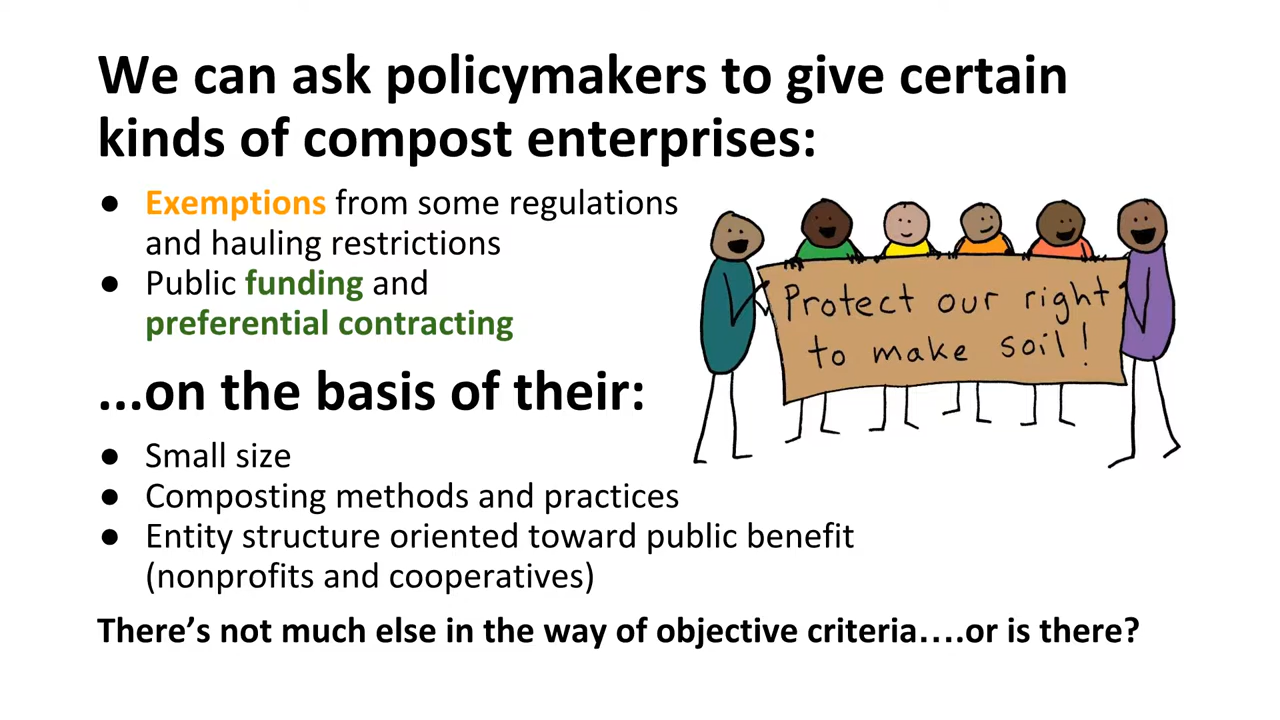 We can ask policymakers to give certain
kinds of compost enterprises:
● Exemptions from some regulations
and hauling restrictions
● Public funding and
preferential contracting
...on the basis of their:
● Small size
● Composting methods and practices
● Entity structure oriented toward public benefit
(nonprofits and cooperatives)
There’s not much else in the way of objective criteria….or is there?
Protect our right
to make soil!